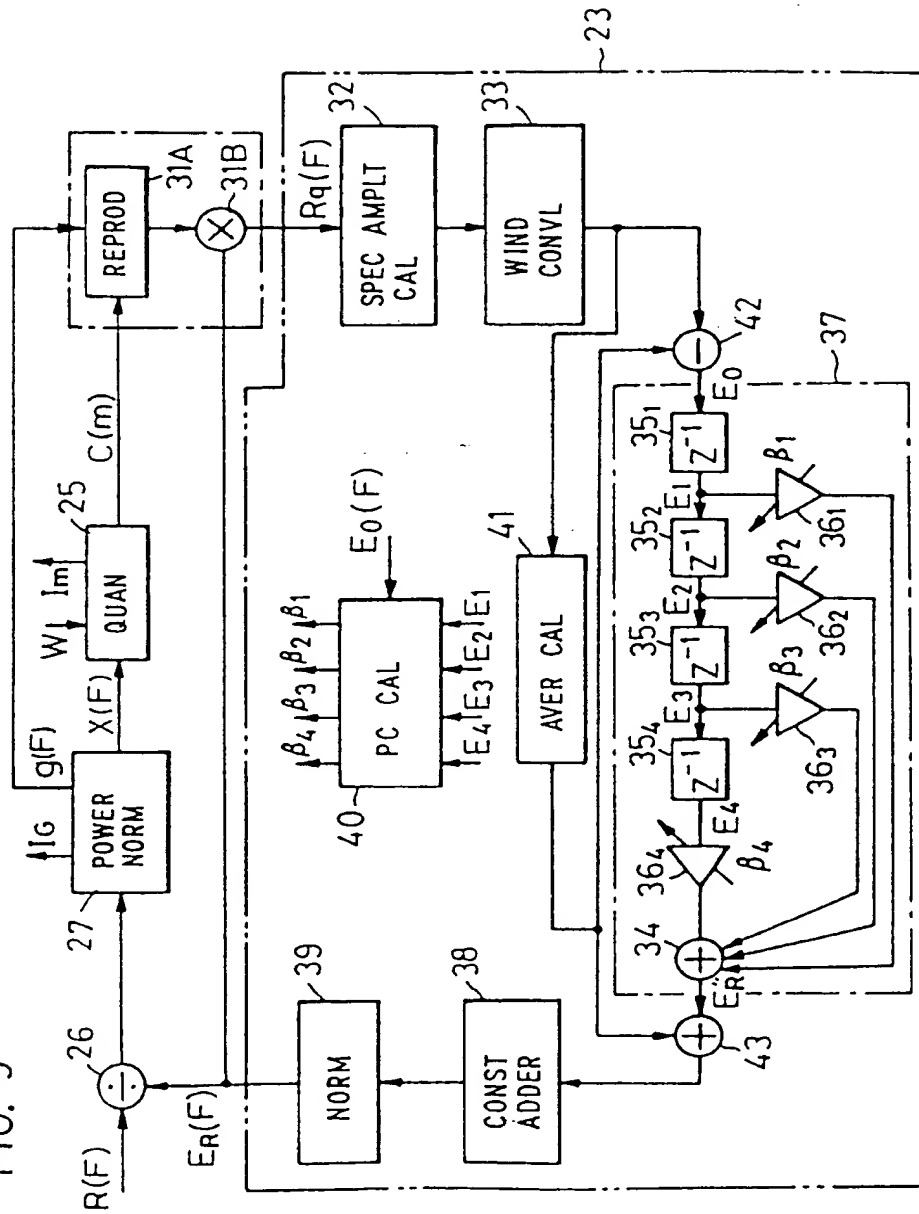 FIG. 5
R(F)
26
ER(F)
27
POWER
NORM
IG
g(F)
X(F)
W
Im
25
QUAN
C(m)
REPROD
31A
31B
Rq(F)
23
32
SPEC AMPLT
CAL
33
WIND
CONVL
39
NORM
38
CONST
ADDER
β4 β3 β2 β1
PC CAL
40
E0(F)
E4 E3 E2 E1
41
AVER CAL
42
E0
37
351
Z-1
E1
352
Z-1
E2
353
Z-1
E3
354
Z-1
E4
β1
361
β2
362
β3
363
β4
364
34
ER
43